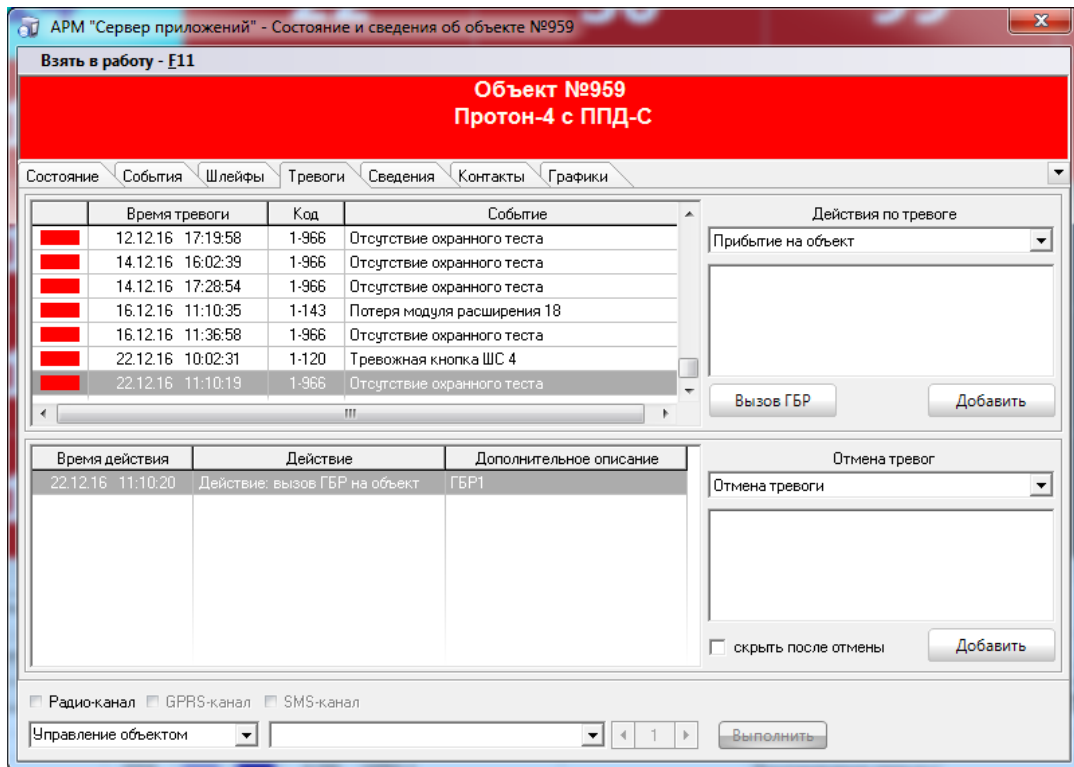 АРМ "Сервер приложений" - Состояние и сведения об объекте №959
Взять в работу - F11
Объект №959
Протон-4 с ППД-С
Состояние События Шлейфы Тревоги Сведения Контакты Графики
Время тревоги Код Событие
12.12.16 17:19:58 1-966 Отсутствие охранного теста
14.12.16 16:02:39 1-966 Отсутствие охранного теста
14.12.16 17:28:54 1-966 Отсутствие охранного теста
16.12.16 11:10:35 1-143 Потеря модуля расширения 18
16.12.16 11:36:58 1-966 Отсутствие охранного теста
22.12.16 10:02:31 1-120 Тревожная кнопка ШС 4
22.12.16 11:10:19 1-966 Отсутствие охранного теста
Действия по тревоге
Прибытие на объект
Вызов ГБР Добавить
Время действия Действие Дополнительное описание
22.12.16 11:10:20 Действие: вызов ГБР на объект ГБР1
Отмена тревог
Отмена тревоги
скрыть после отмены Добавить
Радио-канал GPRS-канал SMS-канал
Управление объектом 1 Выполнить